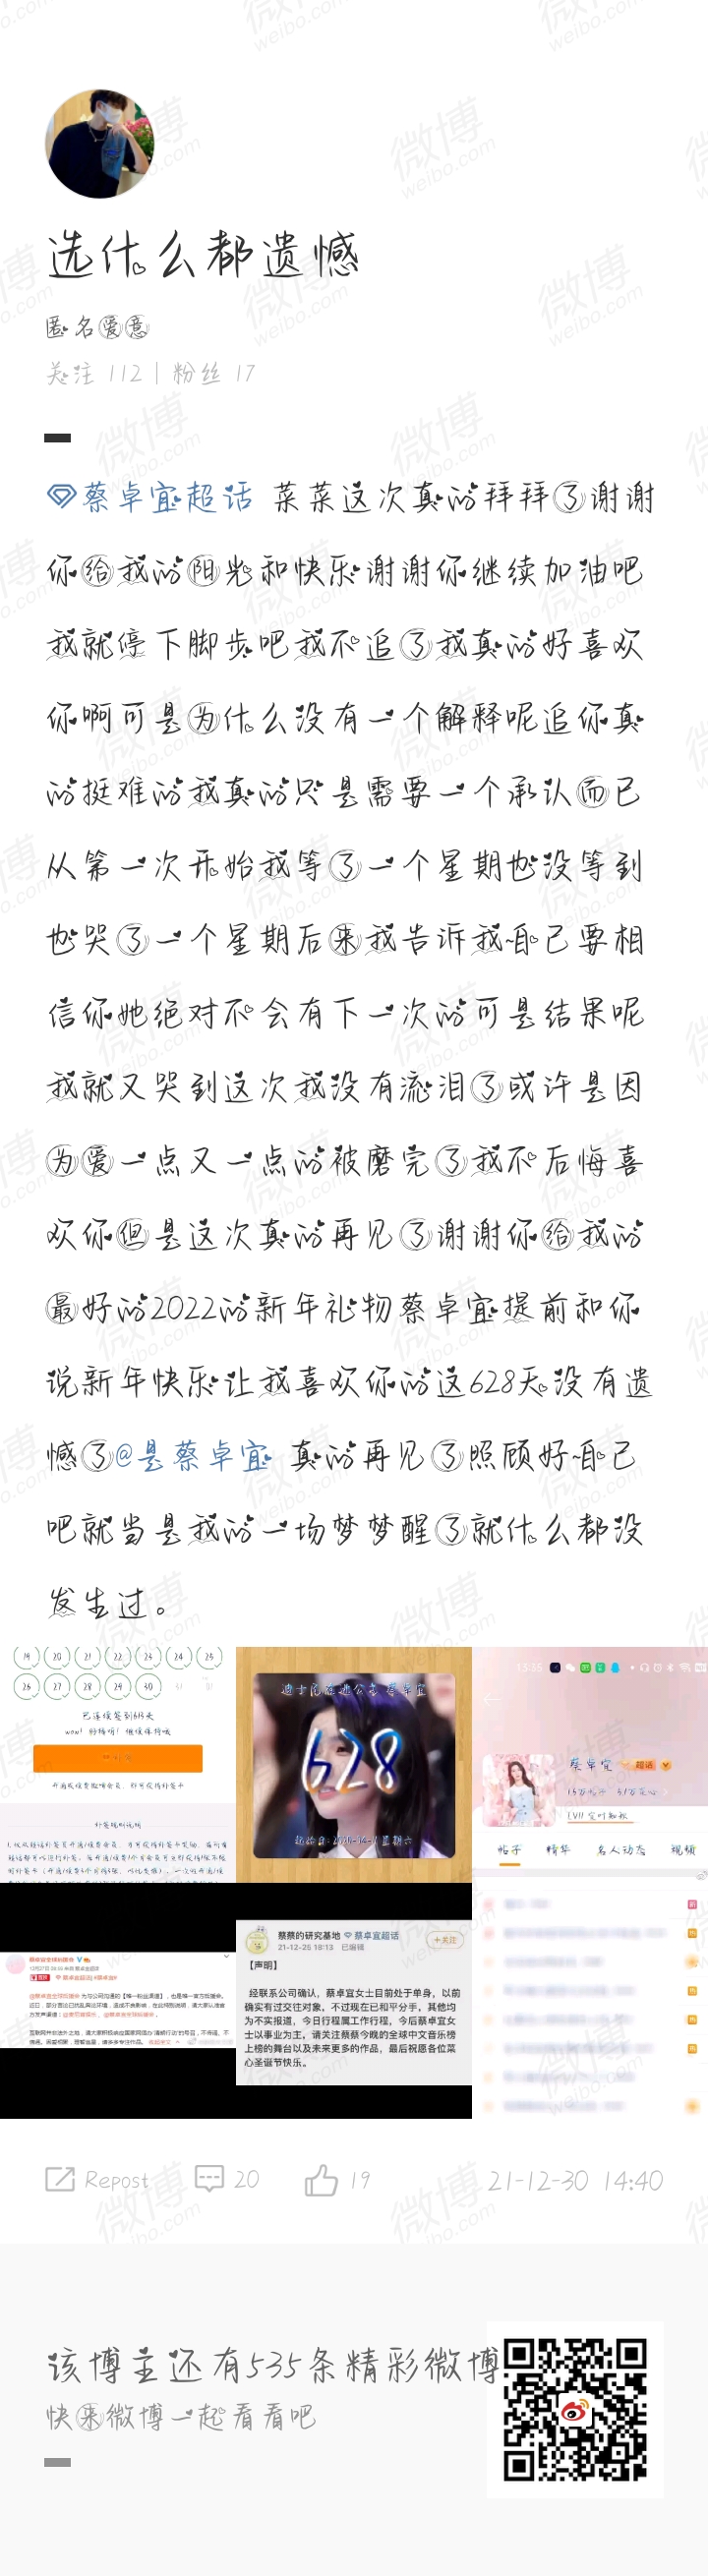 选什么都遗憾
匿名爱意
关注 112 | 粉丝 17
蔡卓宜超话 菜菜这次真的拜拜了谢谢
你给我的阳光和快乐谢谢你继续加油吧
我就停下脚步吧我不追了我真的好喜欢
你啊可是为什么没有一个解释呢追你真
的挺难的我真的只是需要一个承认而已
从第一次开始我等了一个星期也没等到
也哭了一个星期后来我告诉我自己要相
信你她绝对不会有下一次的可是结果呢
我就又哭到这次我没有流泪了或许是因
为爱一点又一点的被磨完了我不后悔喜
欢你但是这次真的再见了谢谢你给我的
最好的2022的新年礼物蔡卓宜提前和你
说新年快乐让我喜欢你的这628天没有遗
憾了@是蔡卓宜 真的再见了照顾好自己
吧就当是我的一场梦梦醒了就什么都没
发生过。
19 20 21 22 23 24 25
26 27 28 29 30 31
628
13:35
蔡卓宜 超话
帖子 精华 名人动态 视频
蔡蔡的研究基地 蔡卓宜超话
21-12-25 18:13 已编辑
+关注
【声明】
经联系公司确认，蔡卓宜女士目前处于单身，以前
确实有过交往对象，不过现在已和平分手，其他均
为不实报道，今日行程属工作行程，今后蔡卓宜女
士以事业为主。请关注蔡蔡今晚的全球中文音乐榜
上榜的舞台以及未来更多的作品，最后祝愿各位菜
心圣诞节快乐。
Repost 20 19 21-12-30 14:40
该博主还有535条精彩微博
快来微博一起看看吧
微博
weibo.com